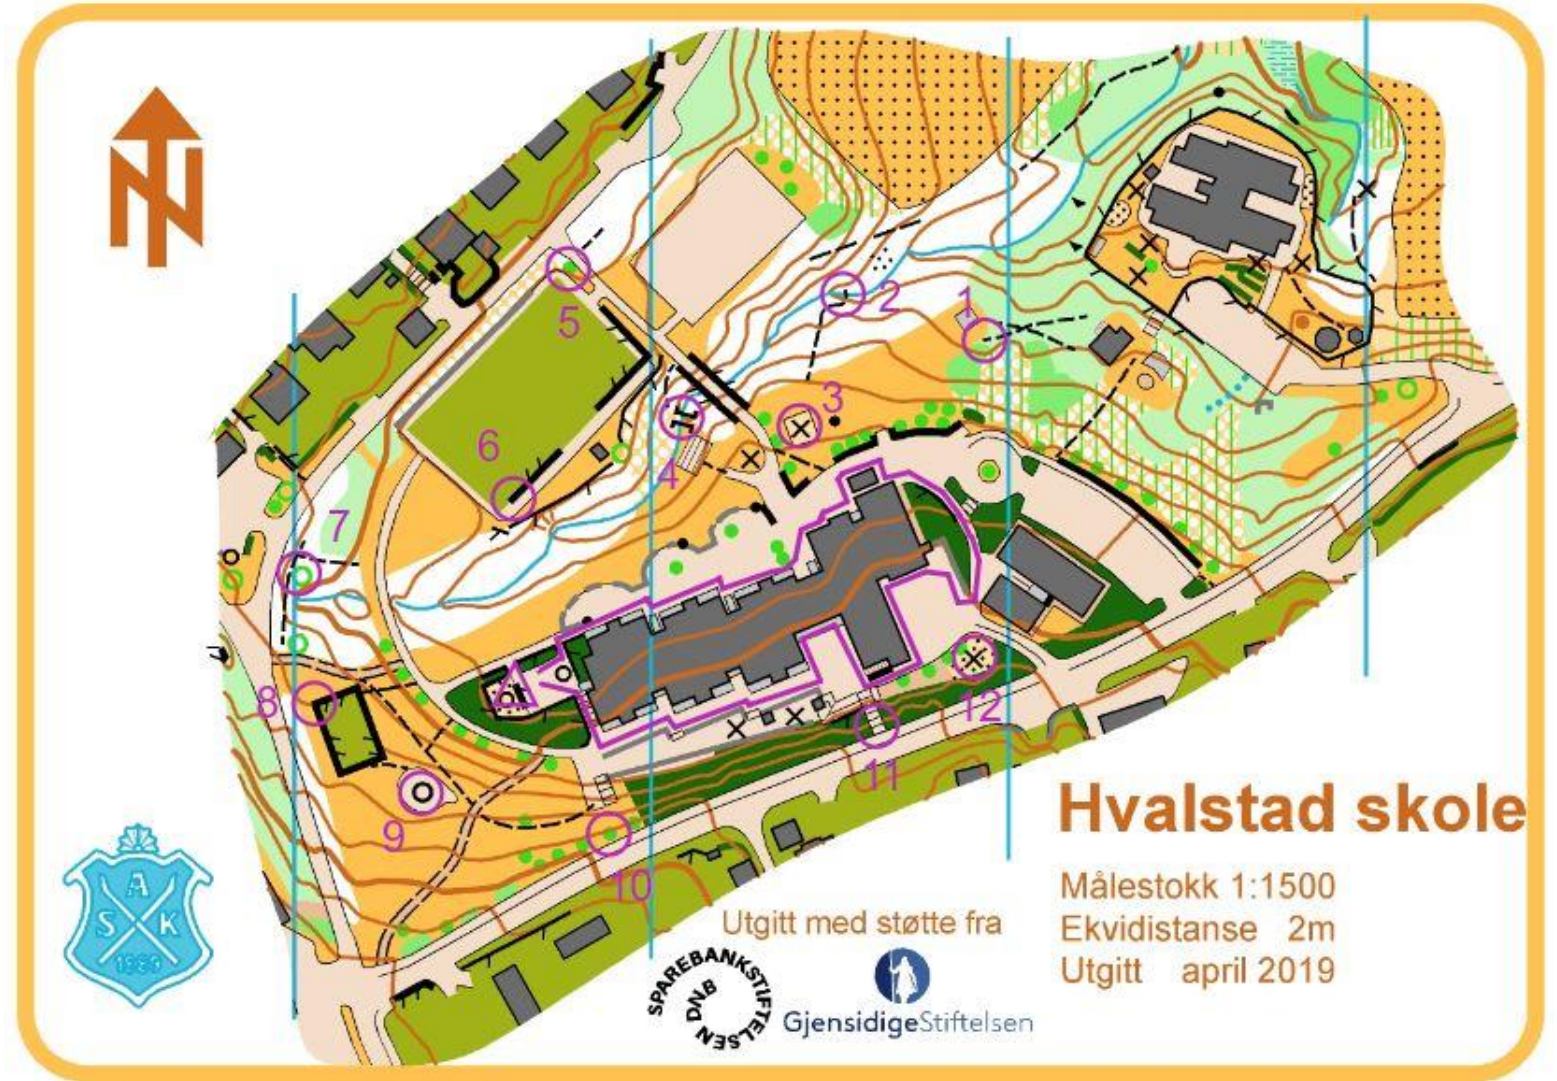 N
1
2
3
4
5
6
7
8
9
10
11
12
Hvalstad skole
Målestokk 1:1500
Ekvidistanse 2m
Utgitt april 2019
Utgitt med støtte fra
SPAREBANKSTIFTELSEN
DNB
GjensidigeStiftelsen
A
S K
1889